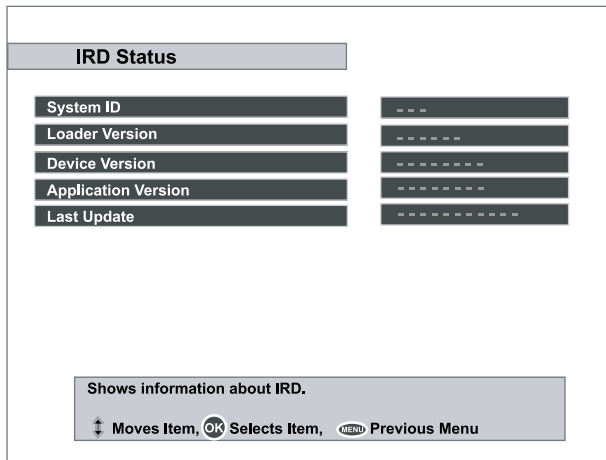 IRD Status
System ID - - -
Loader Version - - - - - -
Device Version - - - - - - - -
Application Version - - - - - - - -
Last Update - - - - - - - - - - -
Shows information about IRD.
Moves Item, OK Selects Item, MENU Previous Menu